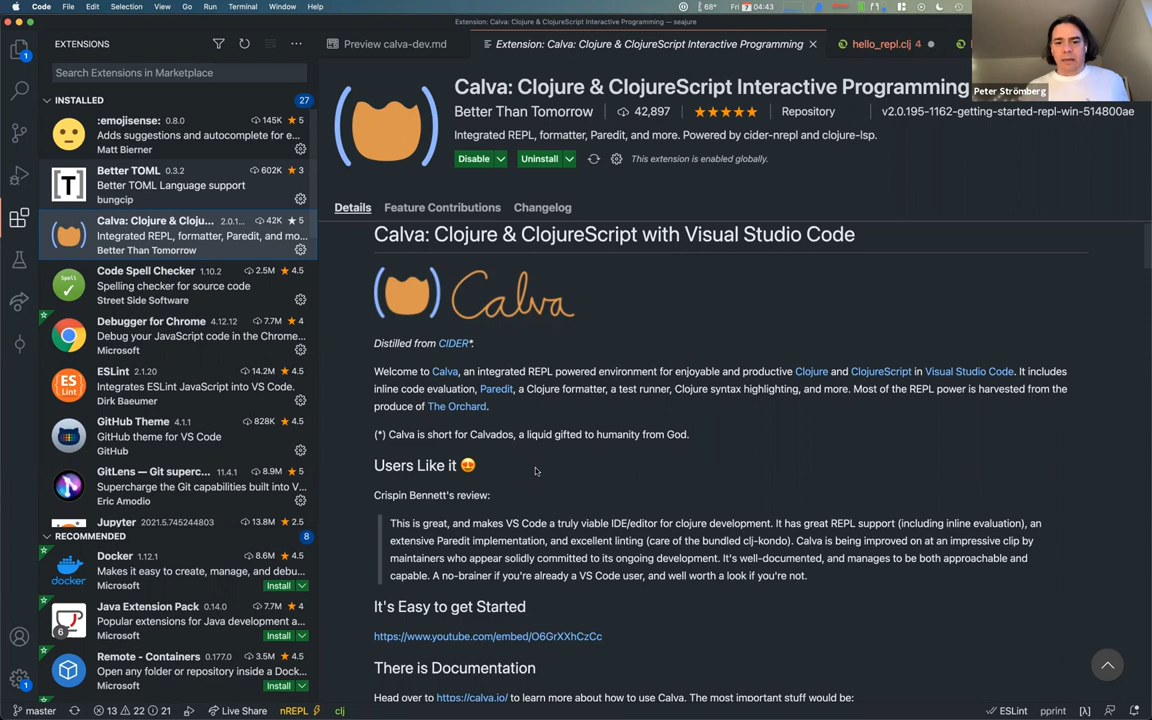 Code File Edit Selection View Go Run Terminal Window Help
68° Fri 7 04:43
Extension: Calva: Clojure & ClojureScript Interactive Programming — seajure
EXTENSIONS
Preview calva-dev.md
Extension: Calva: Clojure & ClojureScript Interactive Programming
hello_repl.clj 4
Search Extensions in Marketplace
INSTALLED 27
:emojisense: 0.8.0 145K 5
Adds suggestions and autocomplete for e...
Matt Bierner
Better TOML 0.3.2 602K 3
Better TOML Language support
bungcip
Calva: Clojure & Cloju... 2.0.1... 42K 5
Integrated REPL, formatter, Paredit, and mo...
Better Than Tomorrow
Code Spell Checker 1.10.2 2.5M 4.5
Spelling checker for source code
Street Side Software
Spell
Debugger for Chrome 4.12.12 7.7M 4
Debug your JavaScript code in the Chrome...
Microsoft
ESLint 2.1.20 14.2M 4.5
Integrates ESLint JavaScript into VS Code.
Dirk Baeumer
ES
Lint
GitHub Theme 4.1.1 828K 5
GitHub theme for VS Code
GitHub
GitLens — Git superc... 11.4.1 8.9M 5
Supercharge the Git capabilities built into V...
Eric Amodio
Jupyter 2021.5.745244803 13.8M 2.5
RECOMMENDED 8
Docker 1.12.1 8.6M 4.5
Makes it easy to create, manage, and debu...
Microsoft Install
Java Extension Pack 0.14.0 7.7M 4
Popular extensions for Java development a...
Microsoft Install
6
Remote - Containers 0.177.0 3.5M 4.5
Open any folder or repository inside a Dock...
Microsoft Install
Calva: Clojure & ClojureScript Interactive Programming
Peter Strömberg
Better Than Tomorrow 42,897 Repository v2.0.195-1162-getting-started-repl-win-514800ae
Integrated REPL, formatter, Paredit, and more. Powered by cider-nrepl and clojure-lsp.
Disable Uninstall This extension is enabled globally.
Details Feature Contributions Changelog
Calva: Clojure & ClojureScript with Visual Studio Code
Calva
Distilled from CIDER*.
Welcome to Calva, an integrated REPL powered environment for enjoyable and productive Clojure and ClojureScript in Visual Studio Code. It includes
inline code evaluation, Paredit, a Clojure formatter, a test runner, Clojure syntax highlighting, and more. Most of the REPL power is harvested from the
produce of The Orchard.
(*) Calva is short for Calvados, a liquid gifted to humanity from God.
Users Like it 😍
Crispin Bennett's review:
This is great, and makes VS Code a truly viable IDE/editor for clojure development. It has great REPL support (including inline evaluation), an
extensive Paredit implementation, and excellent linting (care of the bundled clj-kondo). Calva is being improved on at an impressive clip by
maintainers who appear solidly committed to its ongoing development. It's well-documented, and manages to be both approachable and
capable. A no-brainer if you're already a VS Code user, and well worth a look if you're not.
It's Easy to get Started
https://www.youtube.com/embed/O6GrXXhCzCc
There is Documentation
Head over to https://calva.io/ to learn more about how to use Calva. The most important stuff would be:
master 13 22 21 Live Share nREPL clj ESLint pprint [λ]